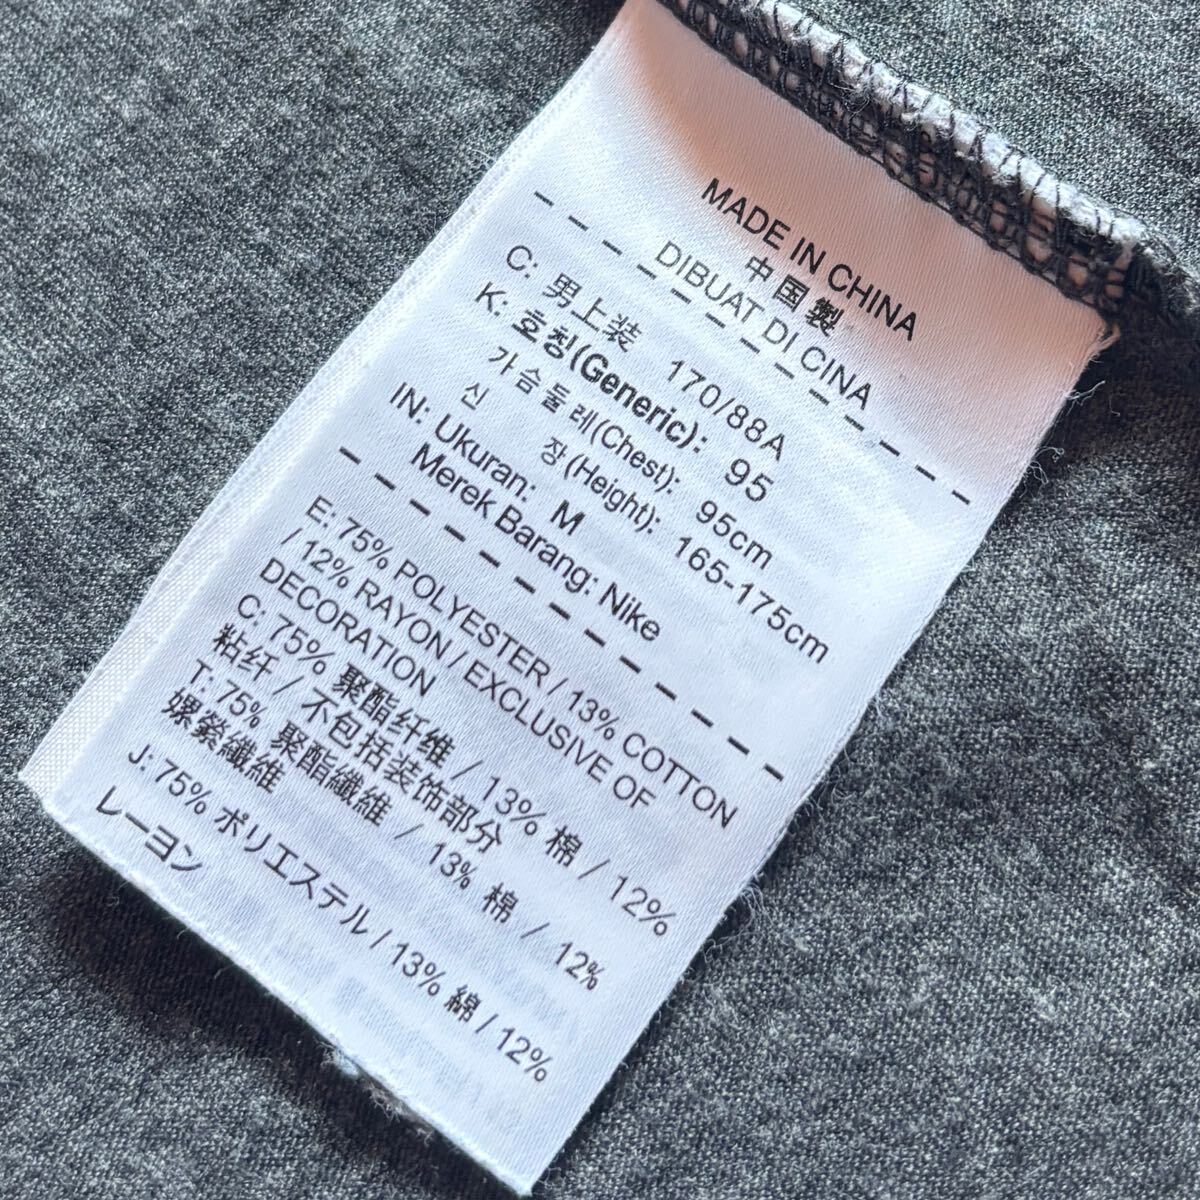 MADE IN CHINA
中国製
DIBUAT DI CINA
C: 男上装 170/88A
K: 호칭(Generic): 95
가슴둘레(Chest): 95cm
신 장(Height): 165-175cm
IN: Ukuran: M
Merek Barang: Nike
E: 75% POLYESTER / 13% COTTON
/ 12% RAYON / EXCLUSIVE OF
DECORATION
C: 75% 聚酯纤维 / 13% 棉 / 12%
粘纤 / 不包括装饰部分
T: 75% 聚酯纖維 / 13% 棉 / 12%
嫘縈纖維
J: 75% ポリエステル / 13% 綿 / 12%
レーヨン